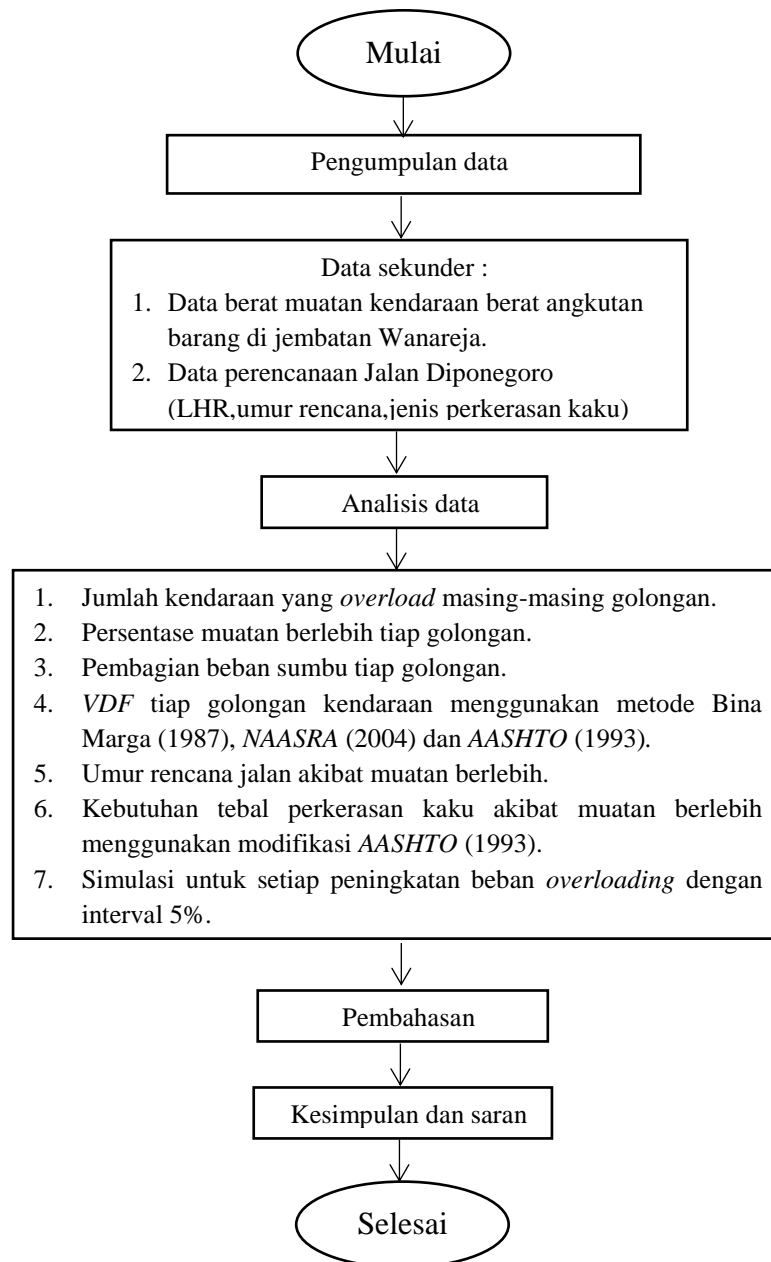 Mulai
Pengumpulan data
Data sekunder :
1. Data berat muatan kendaraan berat angkutan
barang di jembatan Wanareja.
2. Data perencanaan Jalan Diponegoro
(LHR,umur rencana,jenis perkerasan kaku)
Analisis data
1. Jumlah kendaraan yang overload masing-masing golongan.
2. Persentase muatan berlebih tiap golongan.
3. Pembagian beban sumbu tiap golongan.
4. VDF tiap golongan kendaraan menggunakan metode Bina
Marga (1987), NAASRA (2004) dan AASHTO (1993).
5. Umur rencana jalan akibat muatan berlebih.
6. Kebutuhan tebal perkerasan kaku akibat muatan berlebih
menggunakan modifikasi AASHTO (1993).
7. Simulasi untuk setiap peningkatan beban overloading dengan
interval 5%.
Pembahasan
Kesimpulan dan saran
Selesai